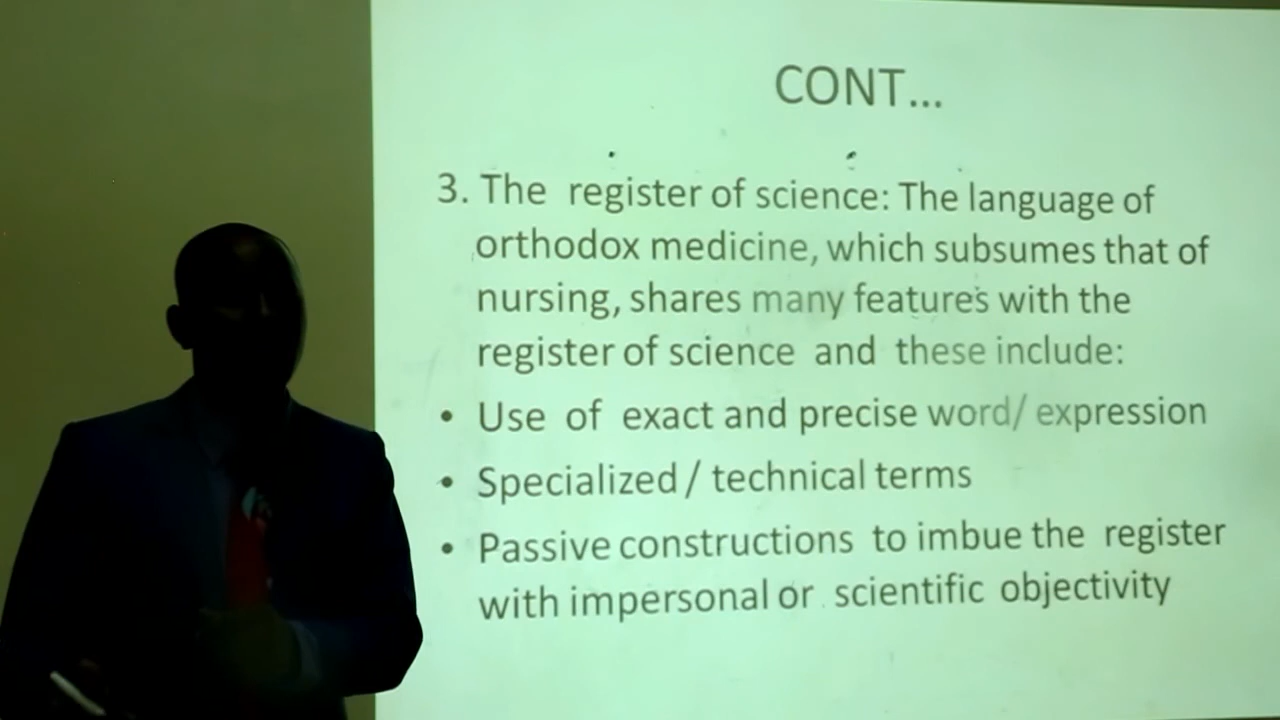 CONT...
3. The register of science: The language of
orthodox medicine, which subsumes that of
nursing, shares many features with the
register of science and these include:
• Use of exact and precise word/ expression
• Specialized / technical terms
• Passive constructions to imbue the register
with impersonal or scientific objectivity